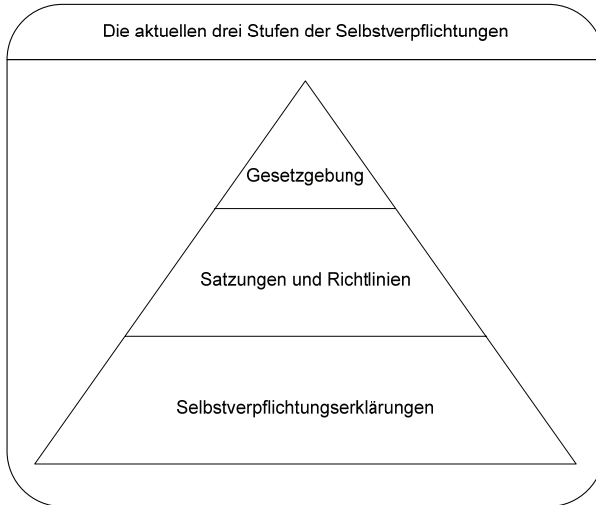 Die aktuellen drei Stufen der Selbstverpflichtungen
Gesetzgebung
Satzungen und Richtlinien
Selbstverpflichtungserklärungen